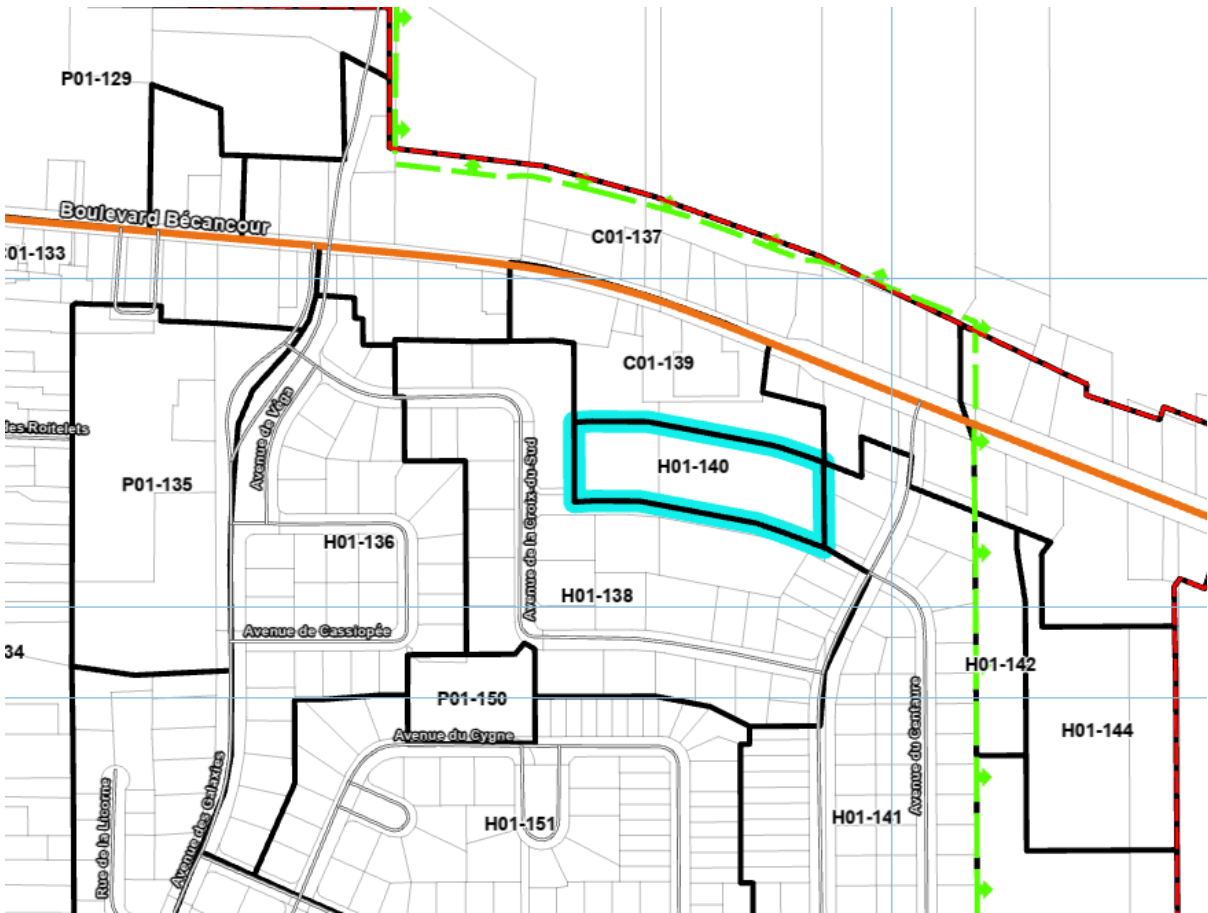 P01-129
Boulevard Bécancour
C01-137
C01-133
C01-139
des Roitelets
Avenue de Véga
Avenue de la Croix-du-Sud
H01-140
P01-135
H01-136
H01-138
Avenue de Cassiopée
34
H01-142
P01-150
Avenue du Cygne
H01-144
Avenue du Centaure
Avenue des Galaxies
Rue de la Licorne
H01-151
H01-141